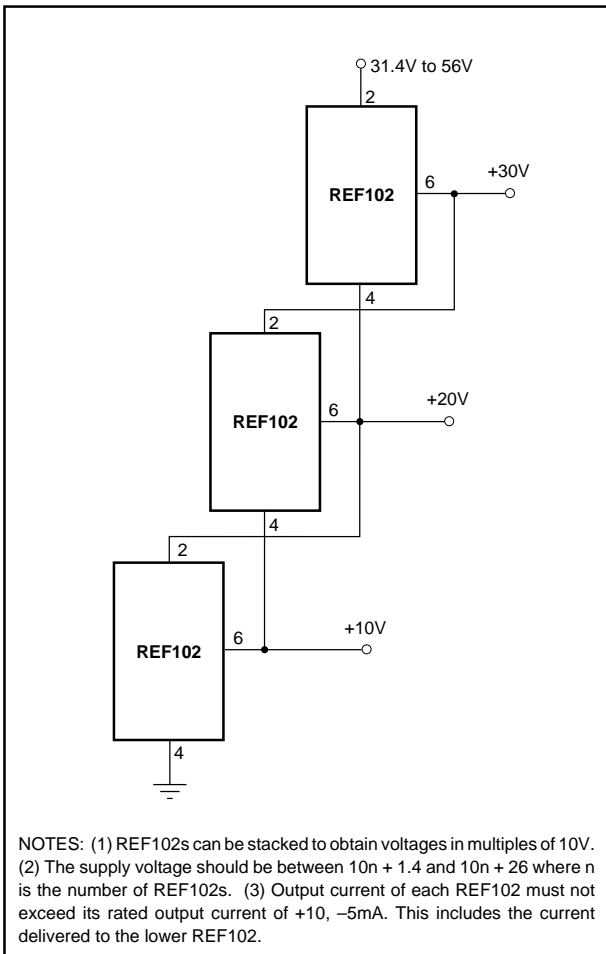 31.4V to 56V
2
REF102
6
+30V
4
2
REF102
6
+20V
4
2
REF102
6
+10V
4
NOTES: (1) REF102s can be stacked to obtain voltages in multiples of 10V.
(2) The supply voltage should be between 10n + 1.4 and 10n + 26 where n
is the number of REF102s. (3) Output current of each REF102 must not
exceed its rated output current of +10, –5mA. This includes the current
delivered to the lower REF102.